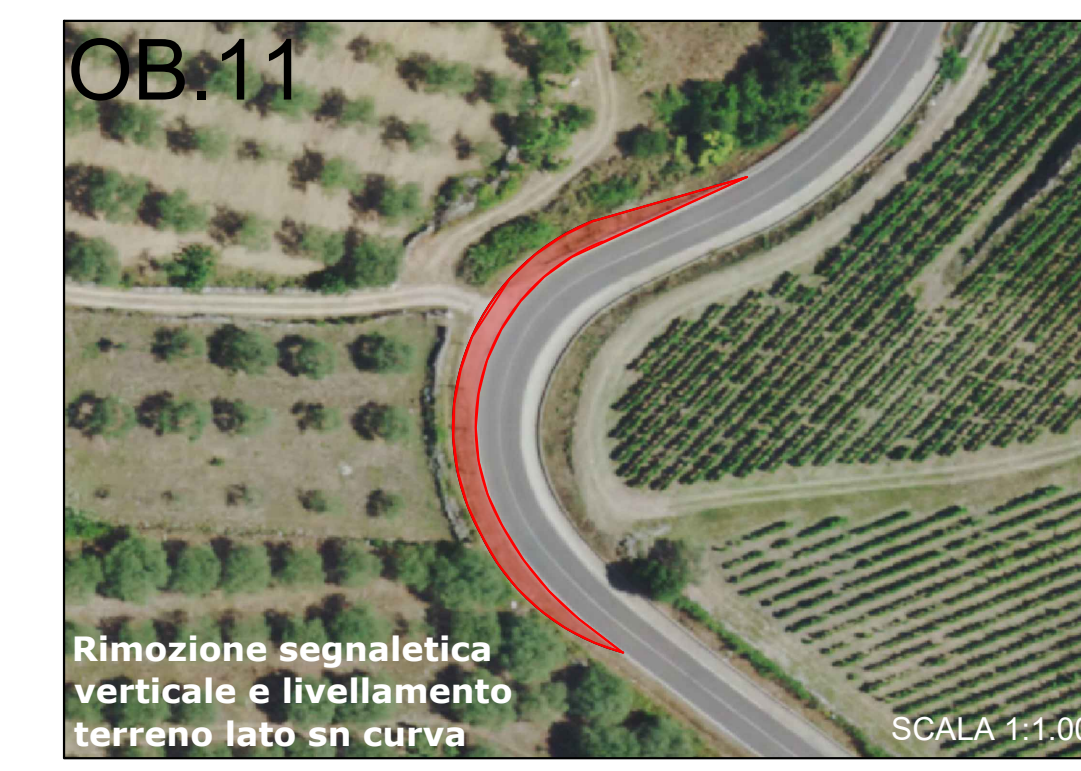 OB.11
Rimozione segnaletica
verticale e livellamento
terreno lato sn curva
SCALA 1:1.00